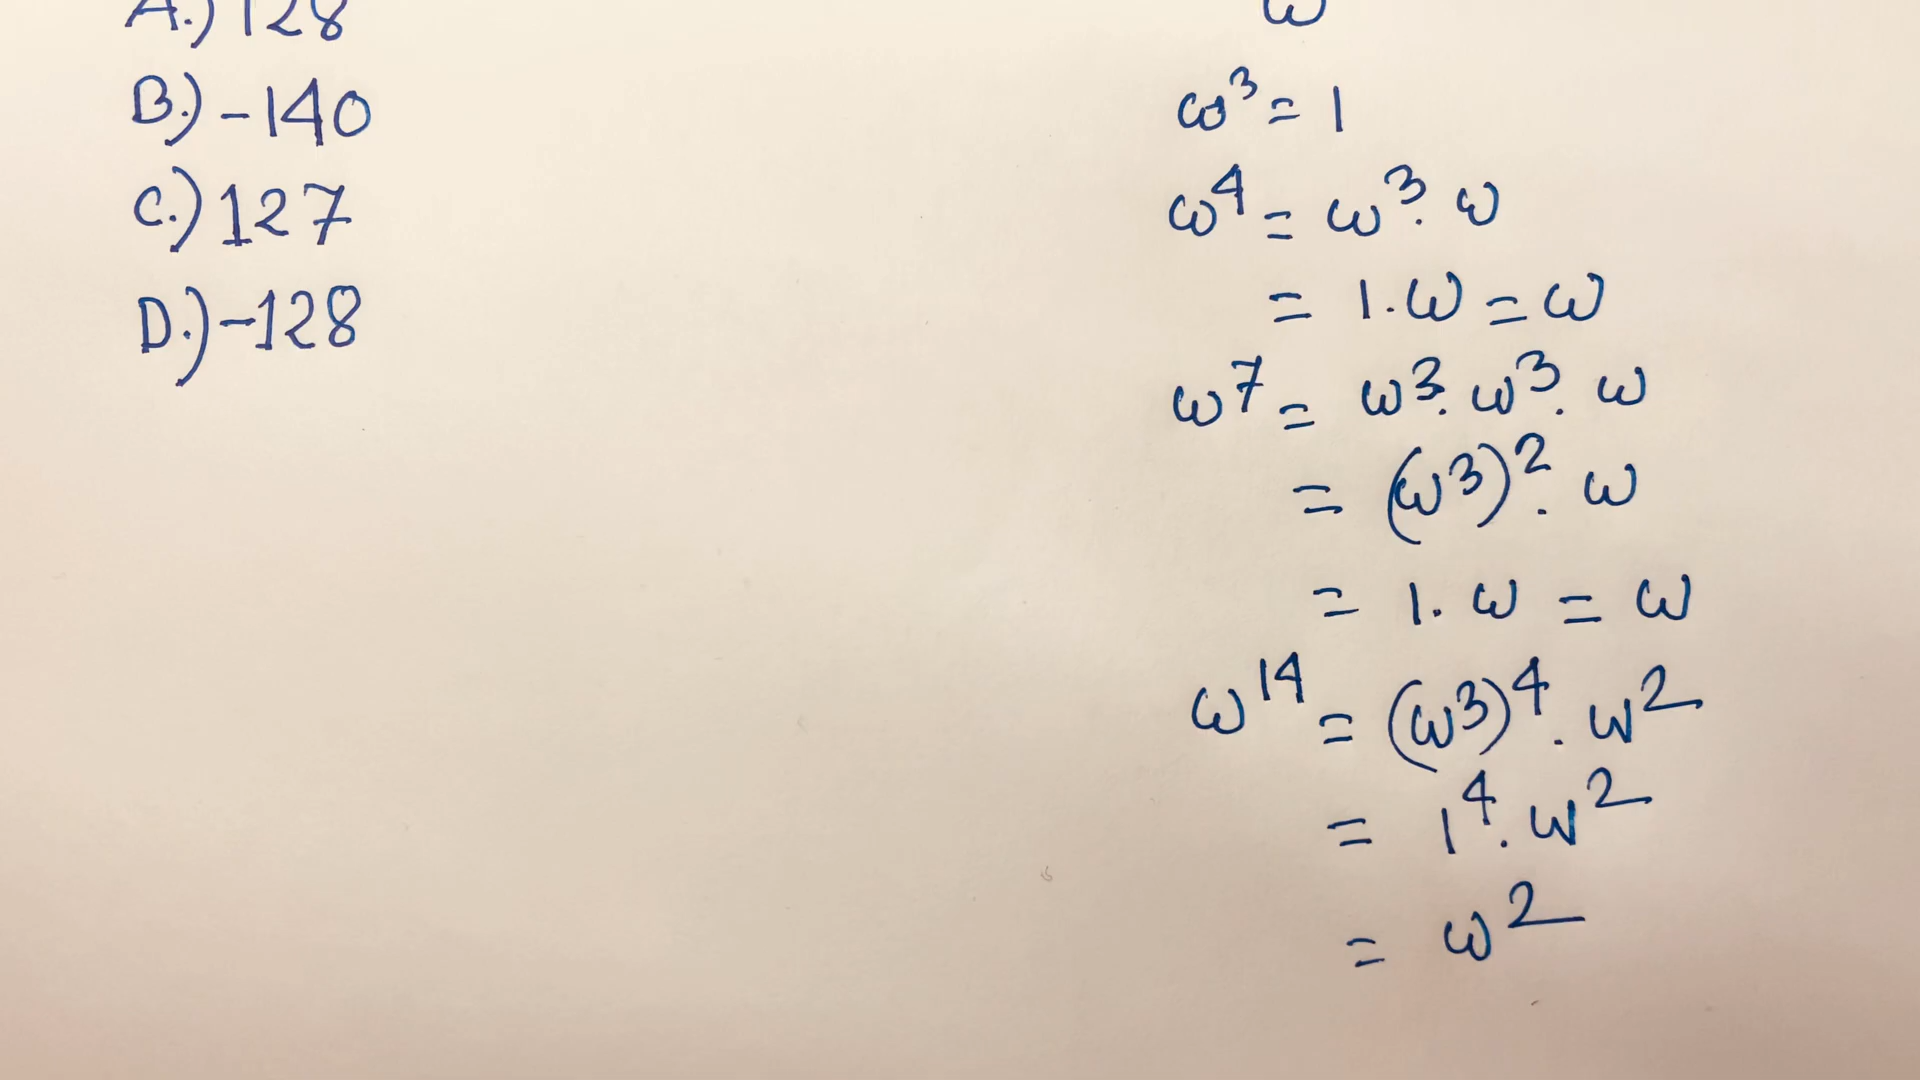 A.) 128
B.) -140
C.) 127
D.) -128
ω
ω³ = 1
ω⁴ = ω³. ω
= 1. ω = ω
ω⁷ = ω³. ω³. ω
= (ω³)². ω
= 1. ω = ω
ω¹⁴ = (ω³)⁴. ω²
= 1⁴. ω²
= ω²